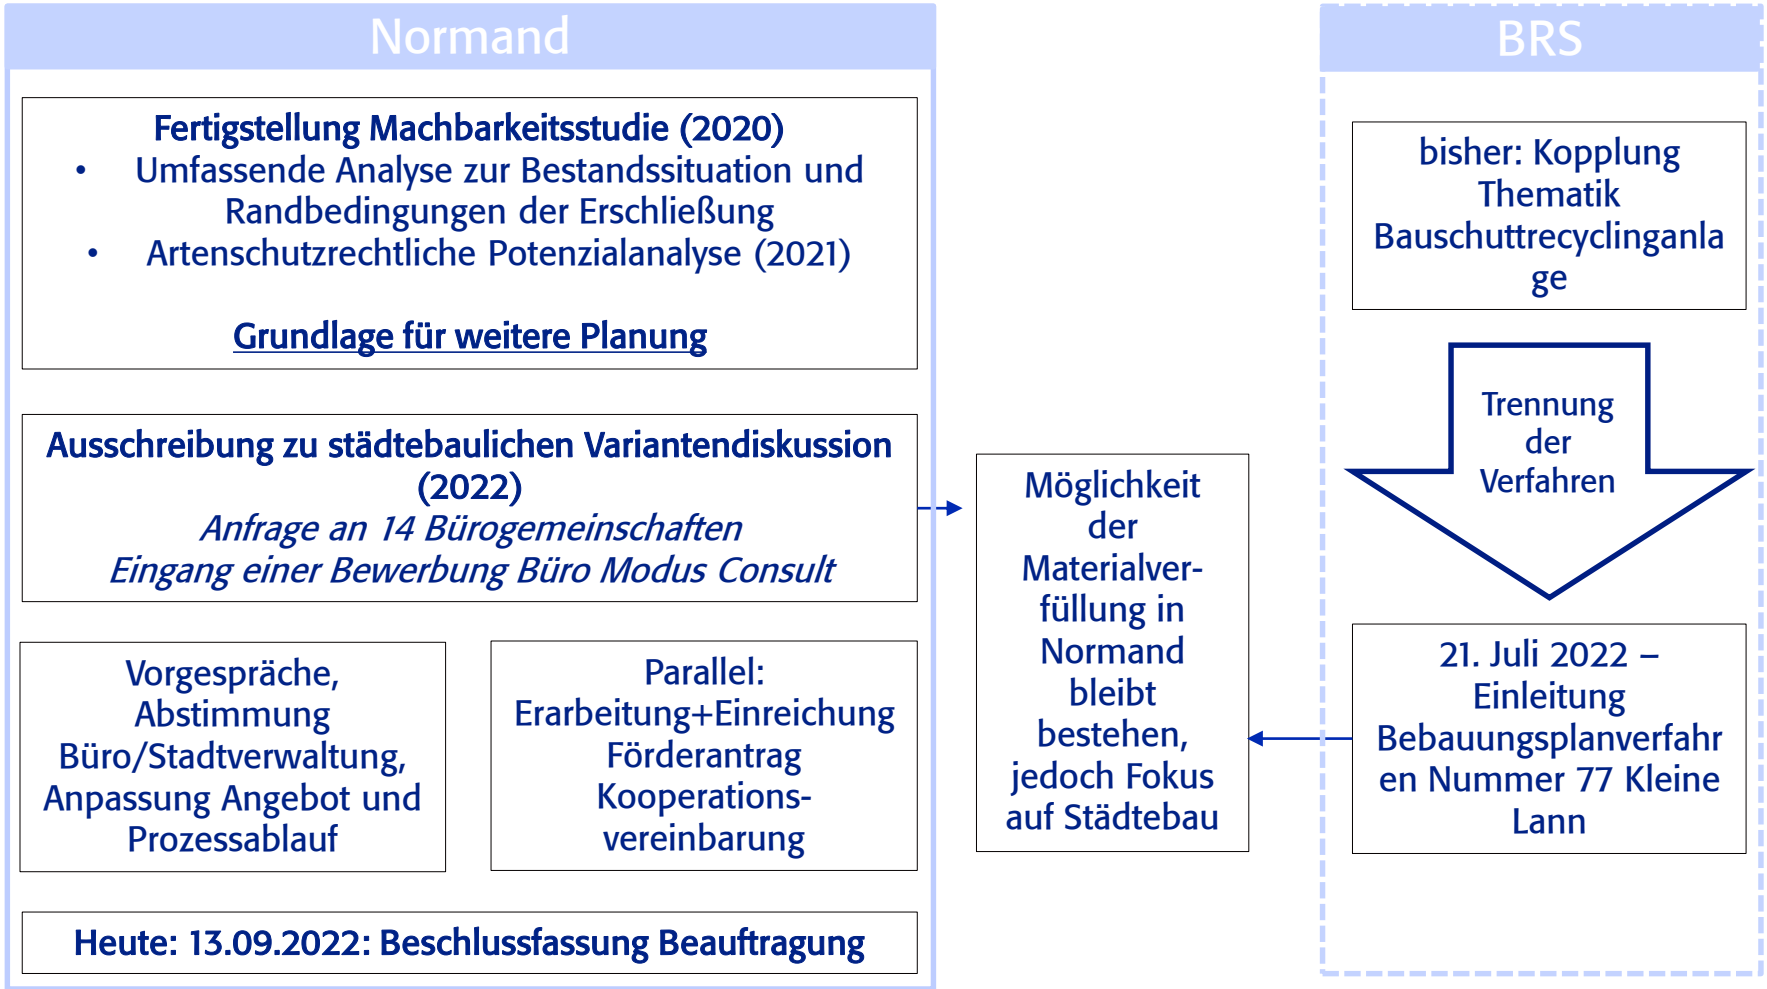 Normand
Fertigstellung Machbarkeitsstudie (2020)
• Umfassende Analyse zur Bestandssituation und
Randbedingungen der Erschließung
• Artenschutzrechtliche Potenzialanalyse (2021)
Grundlage für weitere Planung
Ausschreibung zu städtebaulichen Variantendiskussion
(2022)
Anfrage an 14 Bürogemeinschaften
Eingang einer Bewerbung Büro Modus Consult
Vorgespräche,
Abstimmung
Büro/Stadtverwaltung,
Anpassung Angebot und
Prozessablauf
Parallel:
Erarbeitung+Einreichung
Förderantrag
Kooperations-
vereinbarung
Heute: 13.09.2022: Beschlussfassung Beauftragung
Möglichkeit
der
Materialver-
füllung in
Normand
bleibt
bestehen,
jedoch Fokus
auf Städtebau
BRS
bisher: Kopplung
Thematik
Bauschuttrecyclinganla
ge
Trennung
der
Verfahren
21. Juli 2022 –
Einleitung
Bebauungsplanverfahr
en Nummer 77 Kleine
Lann